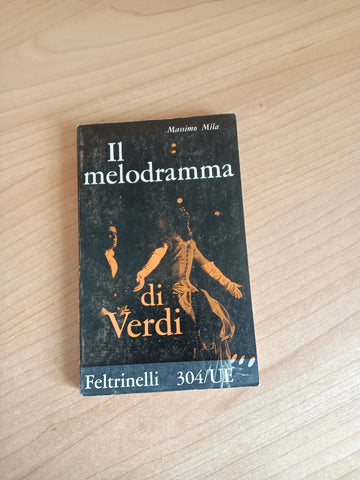 Massimo Mila
Il
melodramma
di
Verdi
Feltrinelli 304/UE